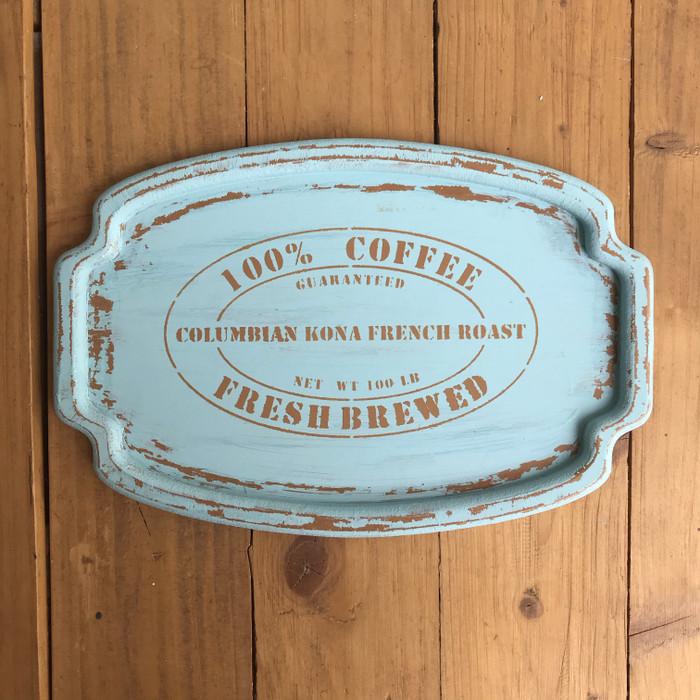 100% COFFEE
GUARANTEED
COLUMBIAN KONA FRENCH ROAST
NET WT 100 LB
FRESH BREWED